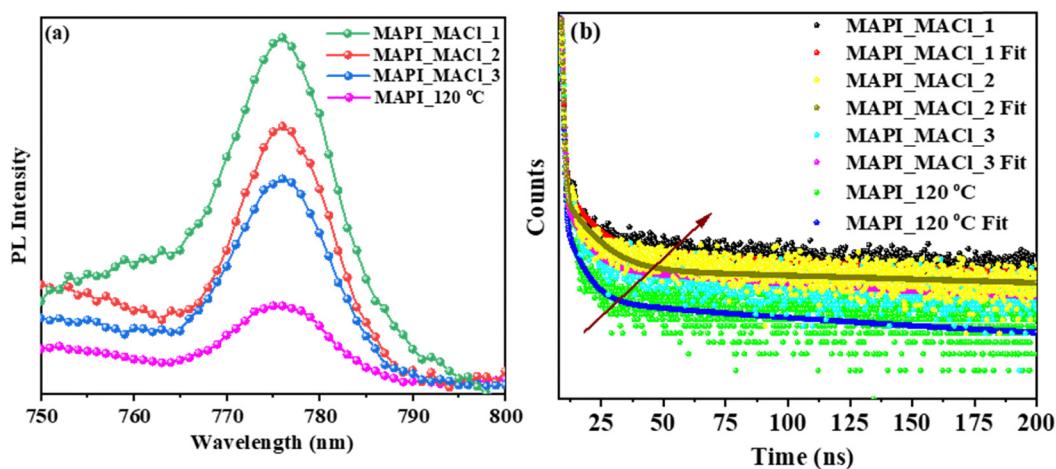 (a)
MAPI_MACl_1
MAPI_MACl_2
MAPI_MACl_3
MAPI_120 °C
PL Intensity
750 760 770 780 790 800
Wavelength (nm)
(b)
MAPI_MACl_1
MAPI_MACl_1 Fit
MAPI_MACl_2
MAPI_MACl_2 Fit
MAPI_MACl_3
MAPI_MACl_3 Fit
MAPI_120 °C
MAPI_120 °C Fit
Counts
25 50 75 100 125 150 175 200
Time (ns)